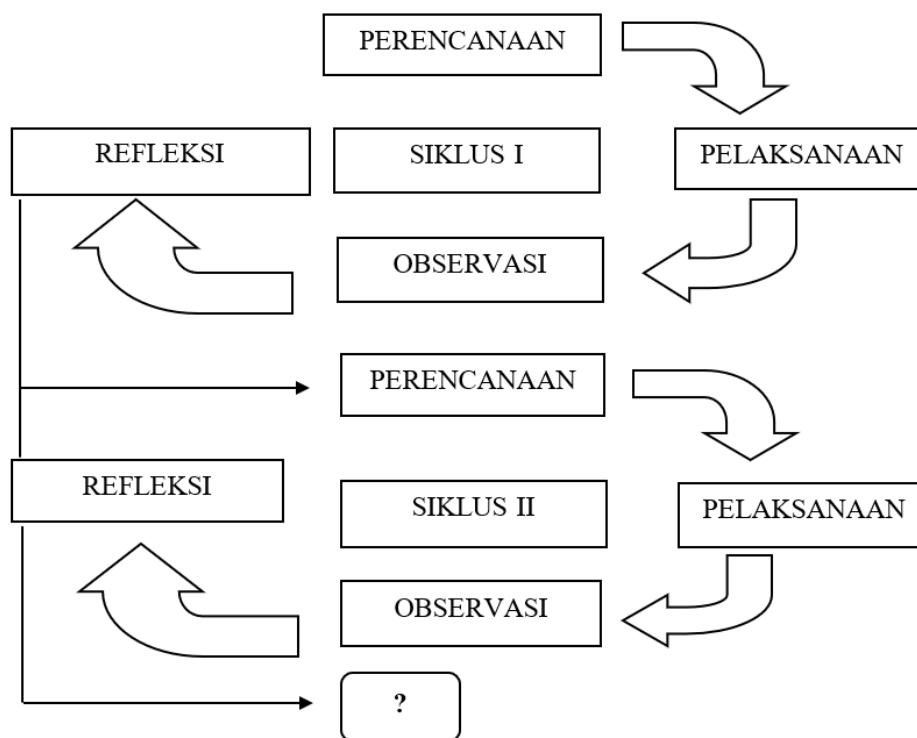 PERENCANAAN
REFLEKSI
SIKLUS I
PELAKSANAAN
OBSERVASI
PERENCANAAN
REFLEKSI
SIKLUS II
PELAKSANAAN
OBSERVASI
?